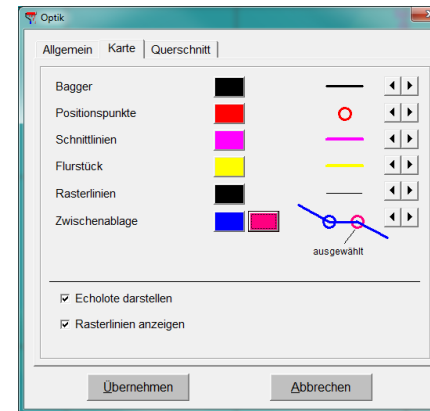 Optik
Allgemein Karte Querschnitt
Bagger
Positionspunkte
Schnittlinien
Flurstück
Rasterlinien
Zwischenablage
ausgewählt
Echolote darstellen
Rasterlinien anzeigen
Übernehmen Abbrechen